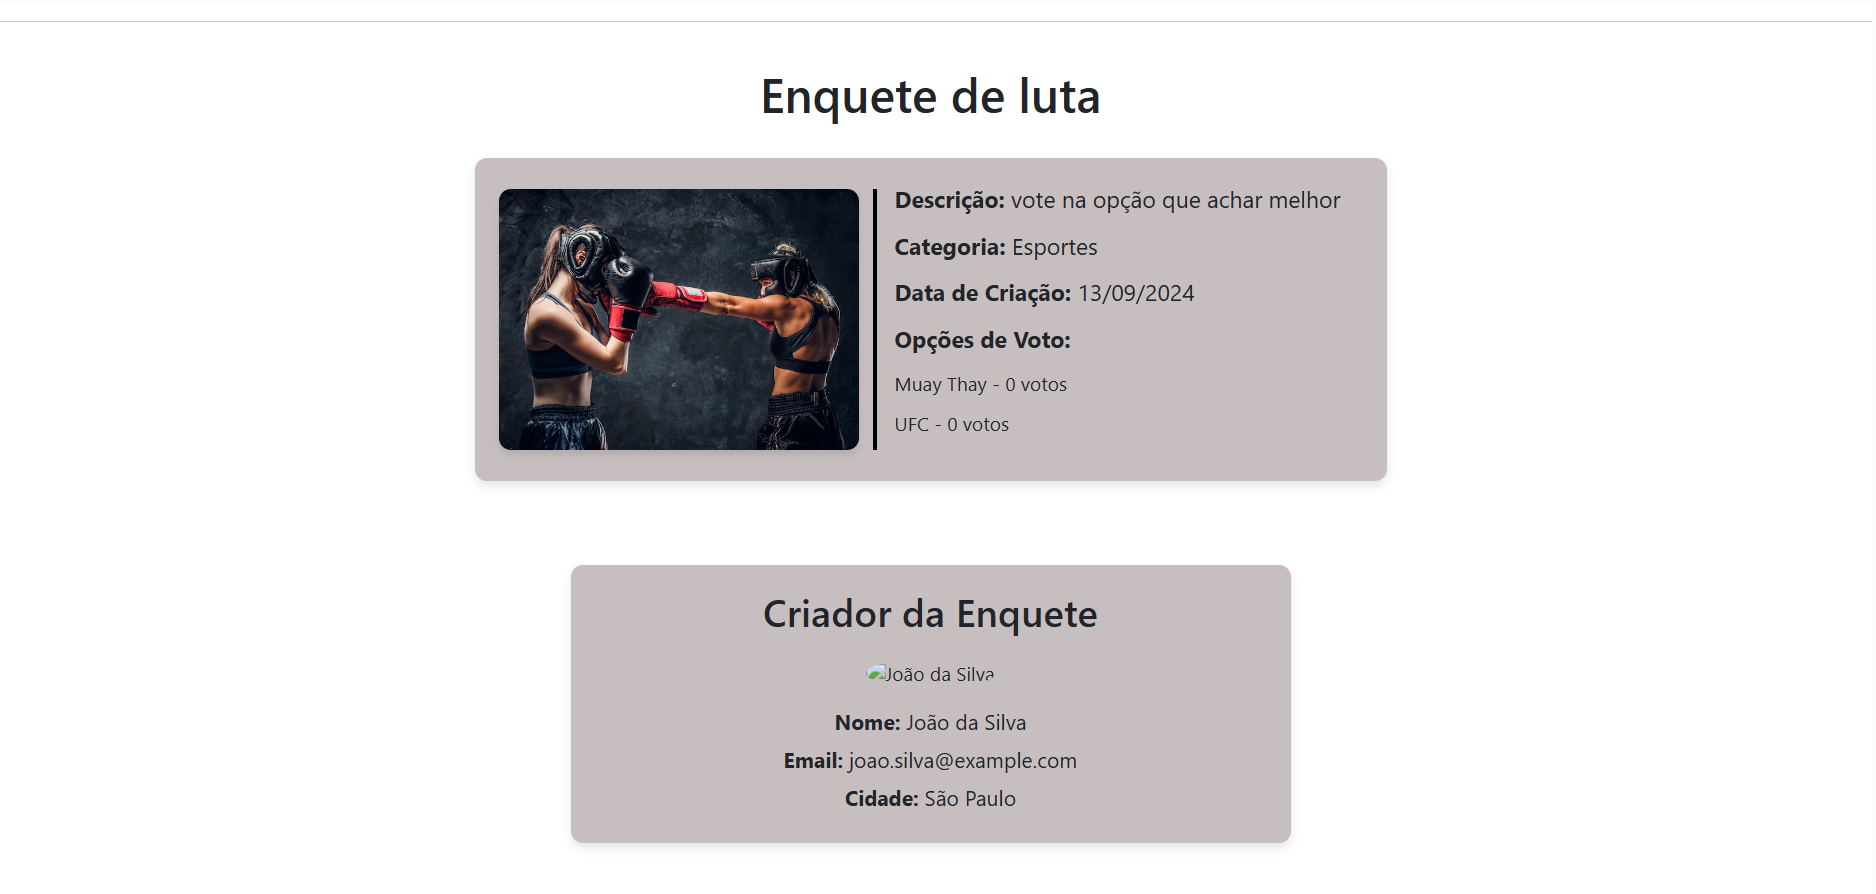 Enquete de luta
Descrição: vote na opção que achar melhor
Categoria: Esportes
Data de Criação: 13/09/2024
Opções de Voto:
Muay Thay - 0 votos
UFC - 0 votos
Criador da Enquete
João da Silva
Nome: João da Silva
Email: joao.silva@example.com
Cidade: São Paulo